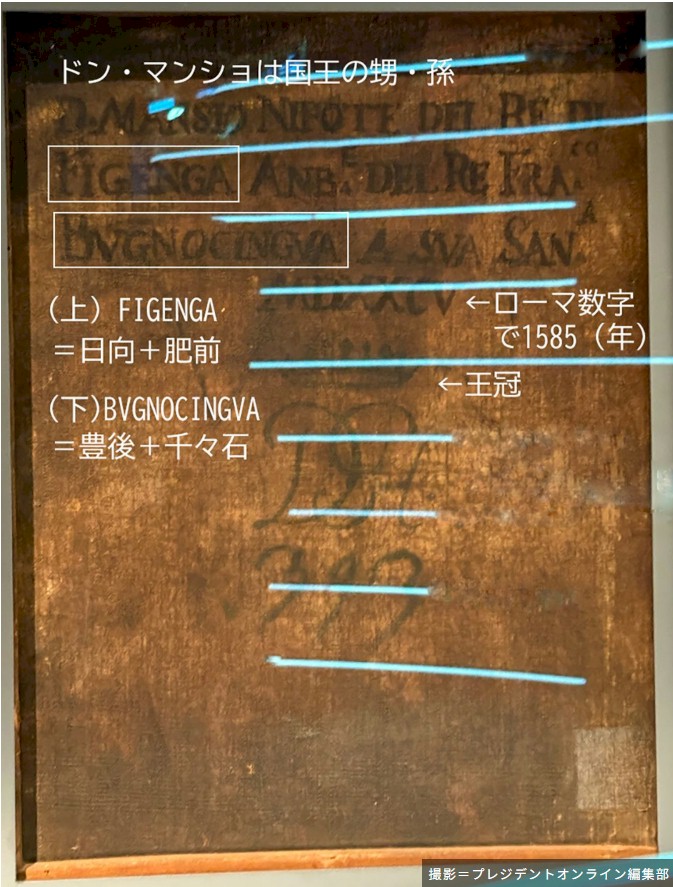 ドン・マンショは国王の甥・孫
D. MANSIO NIPOTE DEL RE DI
FIGENGA ANB.E DEL RE FRA.CO
BVGNOCINGVA A SVA SAN.A
MDLXXXV
←ローマ数字
で1585（年）
(上) FIGENGA
＝日向＋肥前
←王冠
(下)BVGNOCINGVA
＝豊後＋千々石
撮影＝プレジデントオンライン編集部